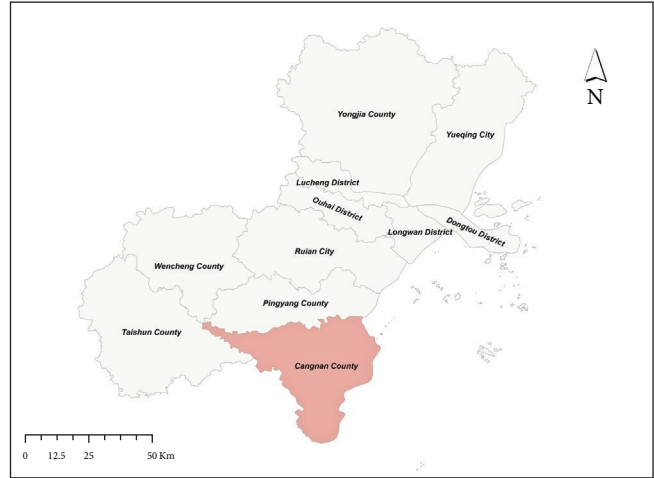 N
Yongjia County
Yueqing City
Lucheng District
Ouhai District
Longwan District
Dongtou District
Ruian City
Wencheng County
Pingyang County
Taishun County
Cangnan County
0 12.5 25 50 Km